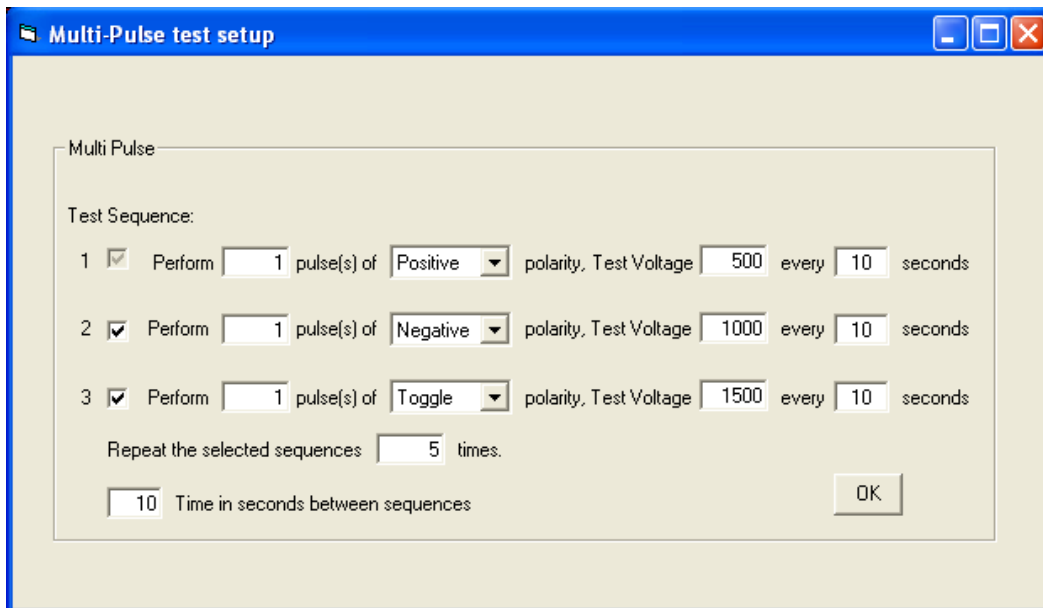 Multi-Pulse test setup
Multi Pulse
Test Sequence:
1 Perform 1 pulse(s) of Positive polarity, Test Voltage 500 every 10 seconds
2 Perform 1 pulse(s) of Negative polarity, Test Voltage 1000 every 10 seconds
3 Perform 1 pulse(s) of Toggle polarity, Test Voltage 1500 every 10 seconds
Repeat the selected sequences 5 times.
10 Time in seconds between sequences
OK